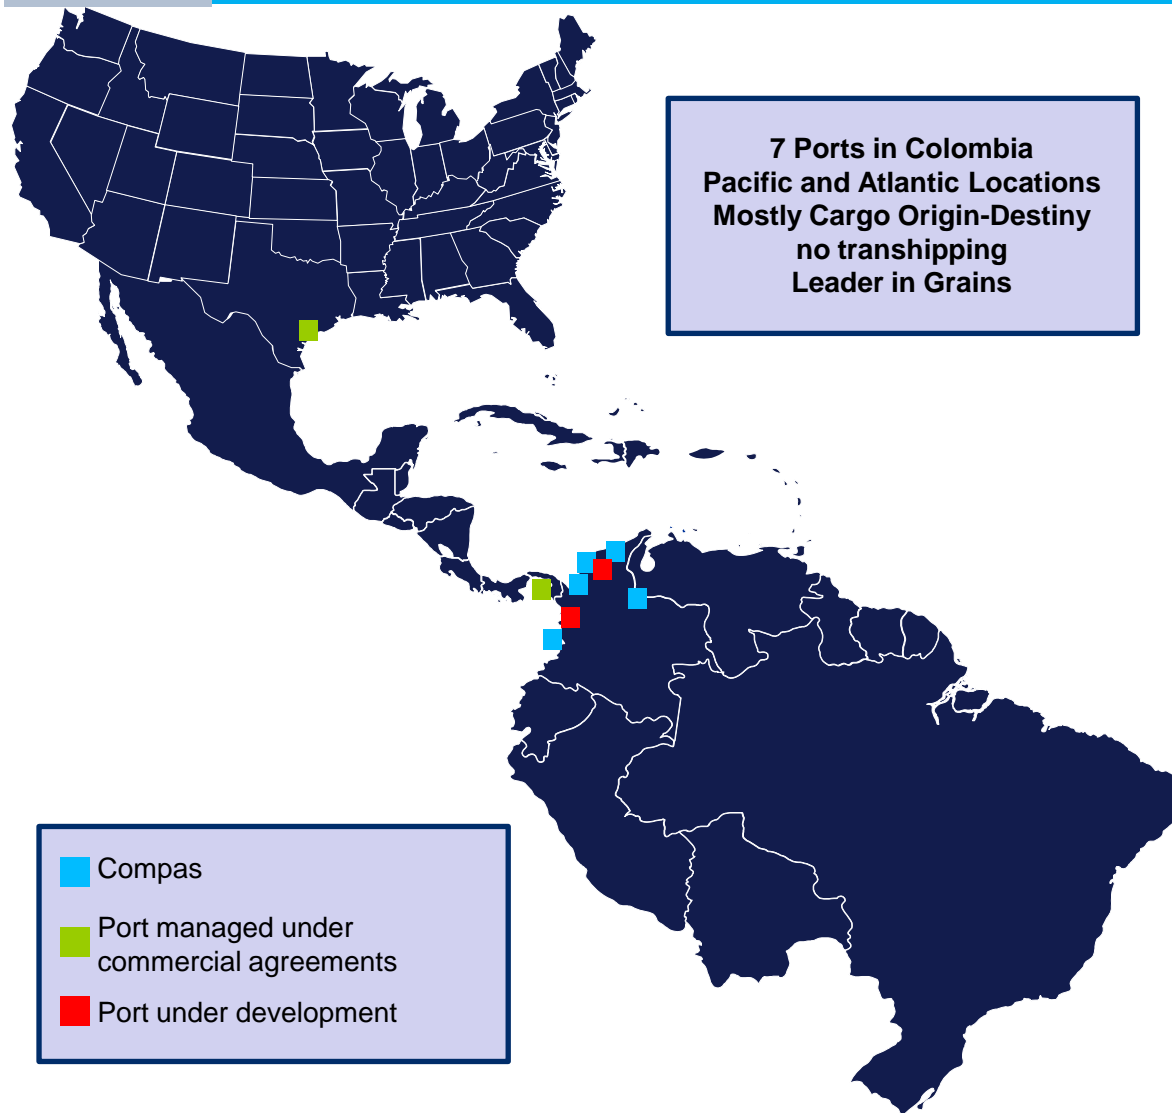 7 Ports in Colombia
Pacific and Atlantic Locations
Mostly Cargo Origin-Destiny
no transhipping
Leader in Grains
Compas
Port managed under
commercial agreements
Port under development